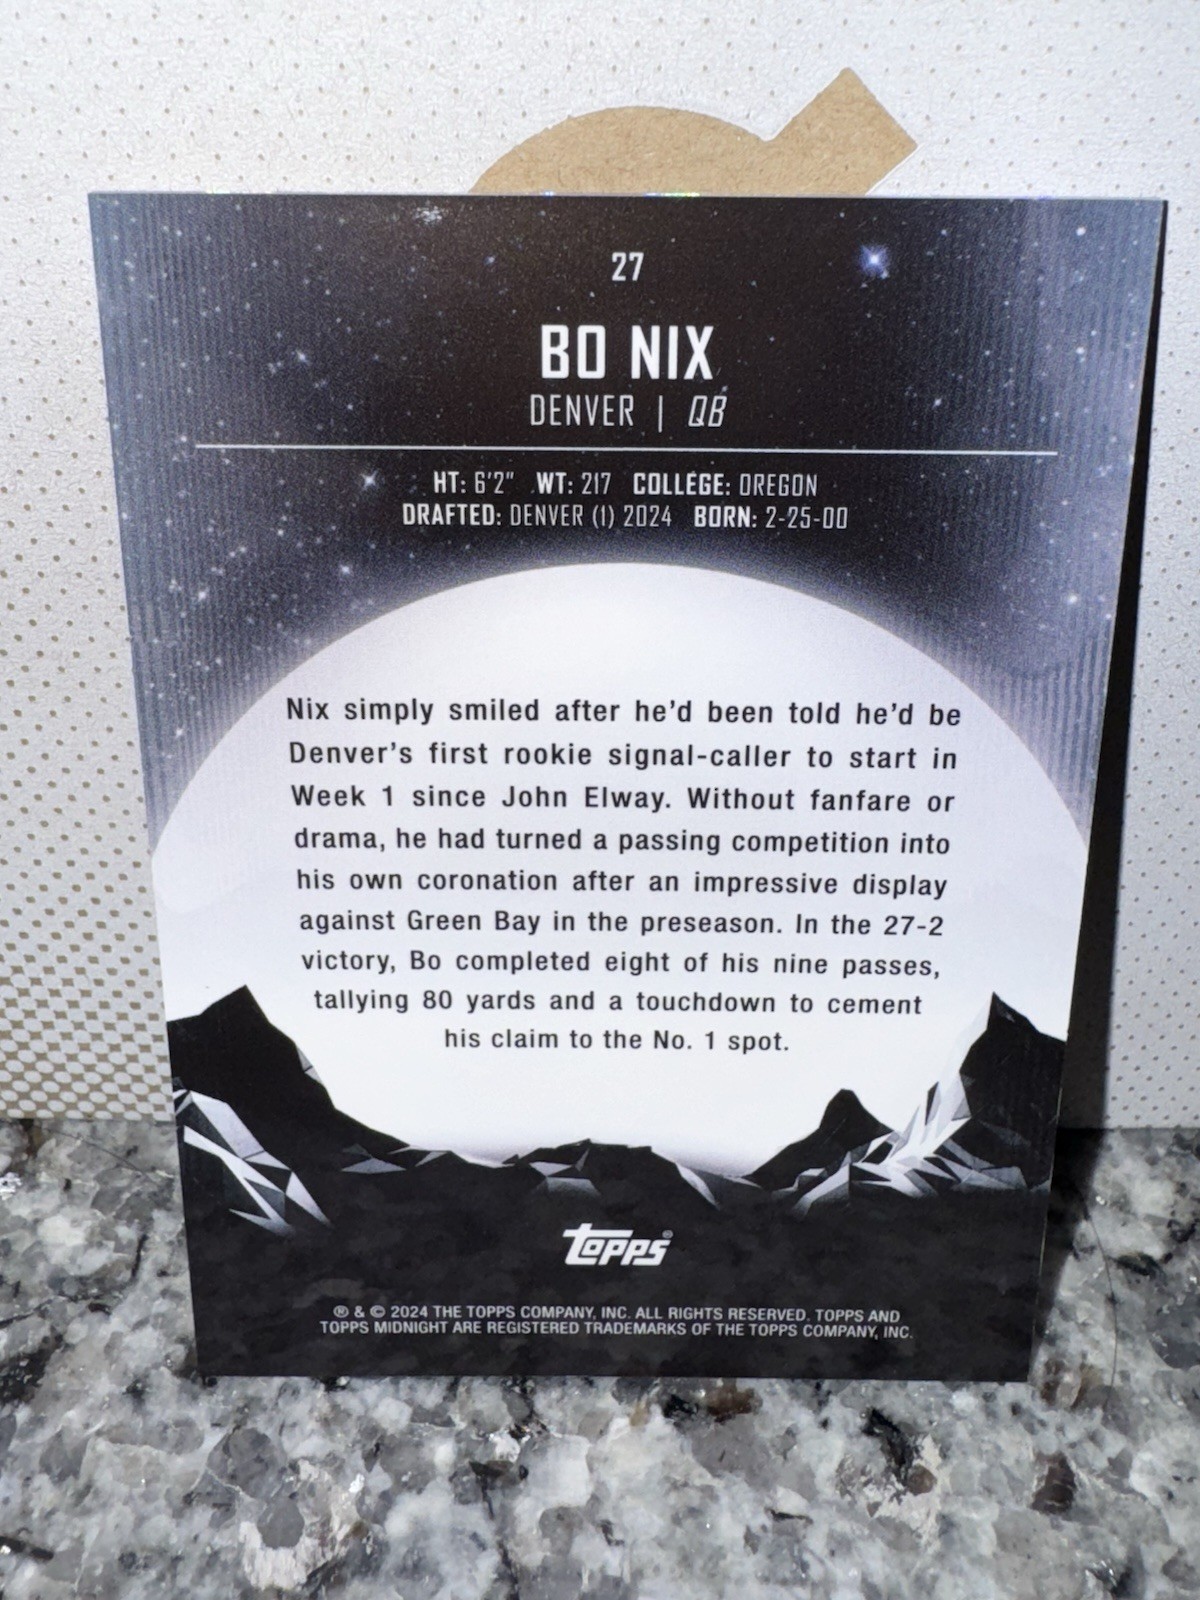 27
BO NIX
DENVER | QB
HT: 6'2" WT: 217 COLLEGE: OREGON
DRAFTED: DENVER (1) 2024 BORN: 2-25-00
Nix simply smiled after he'd been told he'd be
Denver's first rookie signal-caller to start in
Week 1 since John Elway. Without fanfare or
drama, he had turned a passing competition into
his own coronation after an impressive display
against Green Bay in the preseason. In the 27-2
victory, Bo completed eight of his nine passes,
tallying 80 yards and a touchdown to cement
his claim to the No. 1 spot.
topps®
® & © 2024 THE TOPPS COMPANY, INC. ALL RIGHTS RESERVED. TOPPS AND
TOPPS MIDNIGHT ARE REGISTERED TRADEMARKS OF THE TOPPS COMPANY, INC.